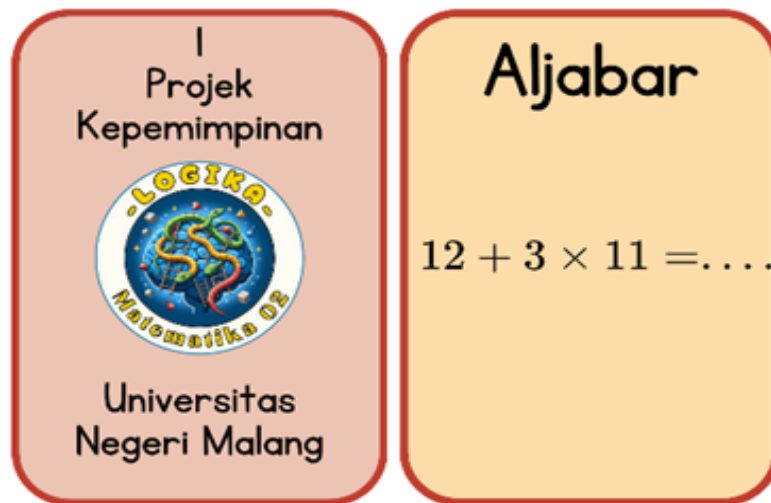 I
Projek
Kepemimpinan
-LOGIKA-
Matematika 02
Universitas
Negeri Malang
Aljabar
12 + 3 × 11 =....